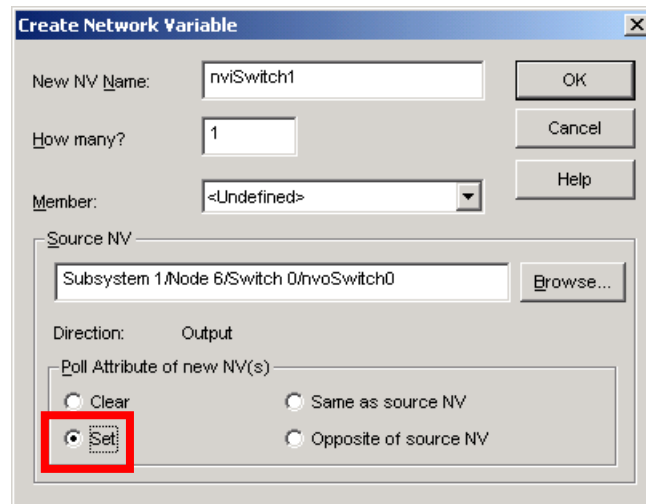 Create Network Variable
New NV Name: nviSwitch1 OK
How many? 1 Cancel
Member: <Undefined> Help
Source NV
Subsystem 1/Node 6/Switch 0/nvoSwitch0 Browse...
Direction: Output
Poll Attribute of new NV(s)
Clear Same as source NV
Set Opposite of source NV